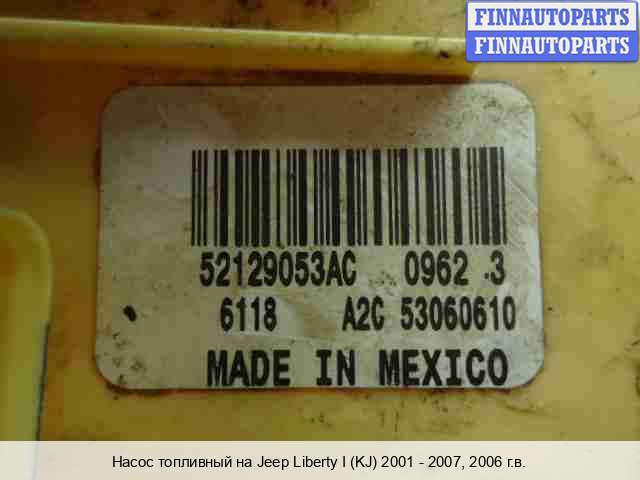 FINNAUTOPARTS
FINNAUTOPARTS
52129053AC 0962 3
6118 A2C 53060610
MADE IN MEXICO
Насос топливный на Jeep Liberty I (KJ) 2001 - 2007, 2006 г.в.